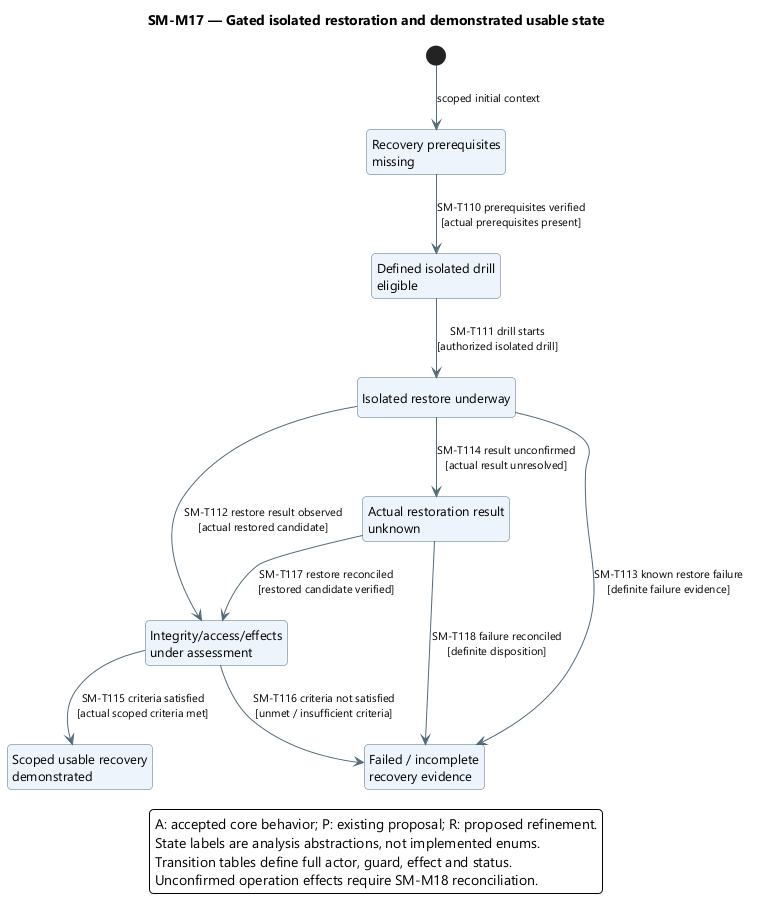 SM-M17 — Gated isolated restoration and demonstrated usable state
scoped initial context
Recovery prerequisites
missing
SM-T110 prerequisites verified
[actual prerequisites present]
Defined isolated drill
eligible
SM-T111 drill starts
[authorized isolated drill]
Isolated restore underway
SM-T114 result unconfirmed
[actual result unresolved]
SM-T112 restore result observed
[actual restored candidate]
Actual restoration result
unknown
SM-T117 restore reconciled
[restored candidate verified]
SM-T113 known restore failure
[definite failure evidence]
Integrity/access/effects
under assessment
SM-T118 failure reconciled
[definite disposition]
SM-T115 criteria satisfied
[actual scoped criteria met]
SM-T116 criteria not satisfied
[unmet / insufficient criteria]
Scoped usable recovery
demonstrated
Failed / incomplete
recovery evidence
A: accepted core behavior; P: existing proposal; R: proposed refinement.
State labels are analysis abstractions, not implemented enums.
Transition tables define full actor, guard, effect and status.
Unconfirmed operation effects require SM-M18 reconciliation.